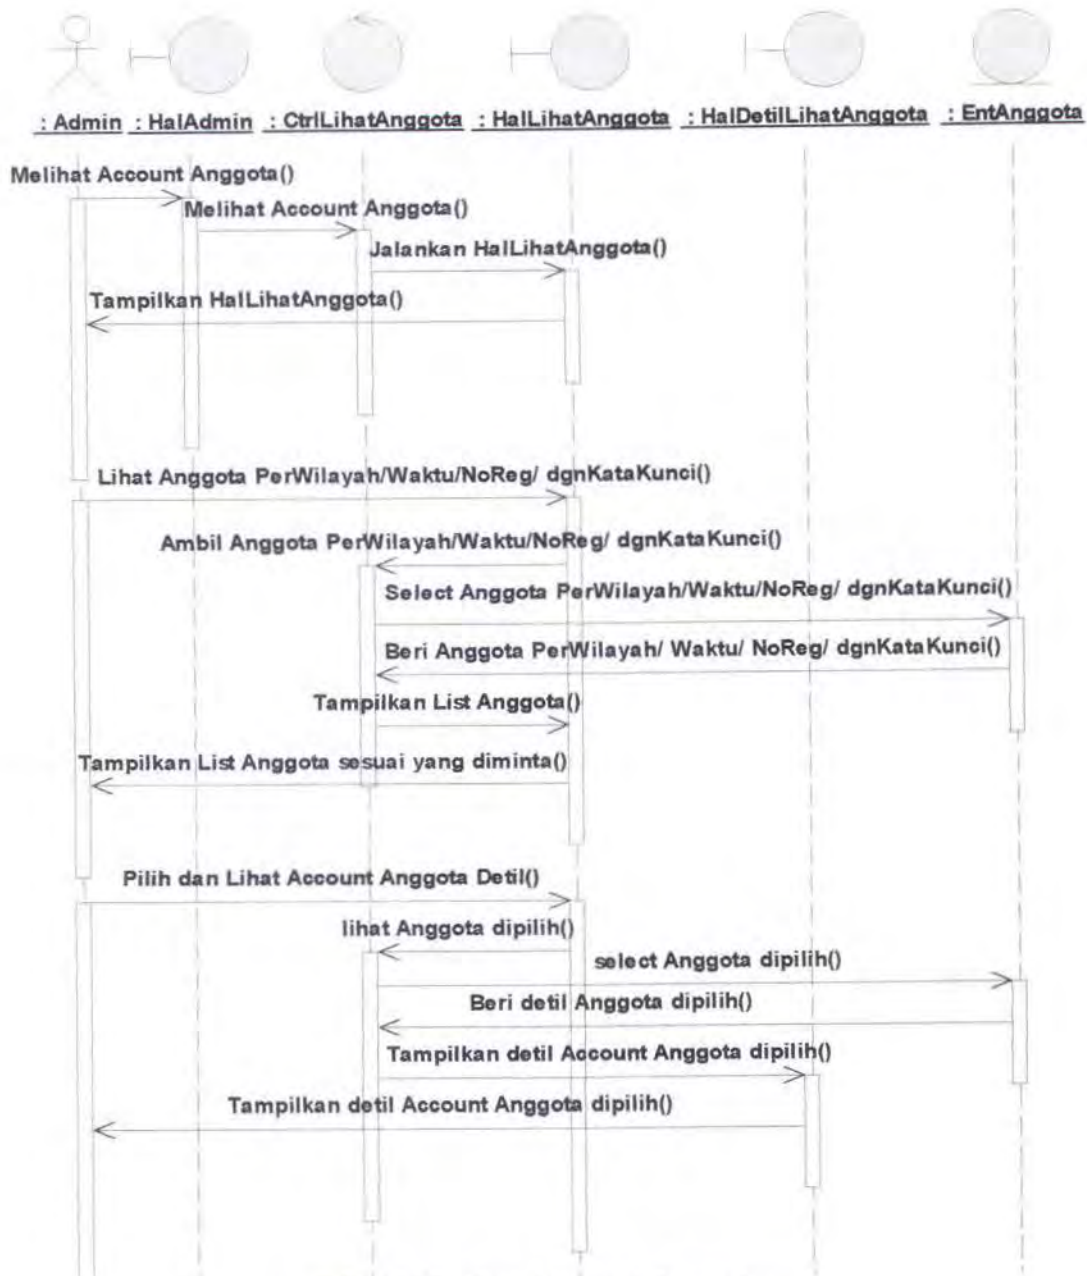 : Admin : HalAdmin : CtrlLihatAnggota : HalLihatAnggota : HalDetilLihatAnggota : EntAnggota
Melihat Account Anggota()
Melihat Account Anggota()
Jalankan HalLihatAnggota()
Tampilkan HalLihatAnggota()
Lihat Anggota PerWilayah/Waktu/NoReg/ dgnKataKunci()
Ambil Anggota PerWilayah/Waktu/NoReg/ dgnKataKunci()
Select Anggota PerWilayah/Waktu/NoReg/ dgnKataKunci()
Beri Anggota PerWilayah/ Waktu/ NoReg/ dgnKataKunci()
Tampilkan List Anggota()
Tampilkan List Anggota sesuai yang diminta()
Pilih dan Lihat Account Anggota Detil()
lihat Anggota dipilih()
select Anggota dipilih()
Beri detil Anggota dipilih()
Tampilkan detil Account Anggota dipilih()
Tampilkan detil Account Anggota dipilih()